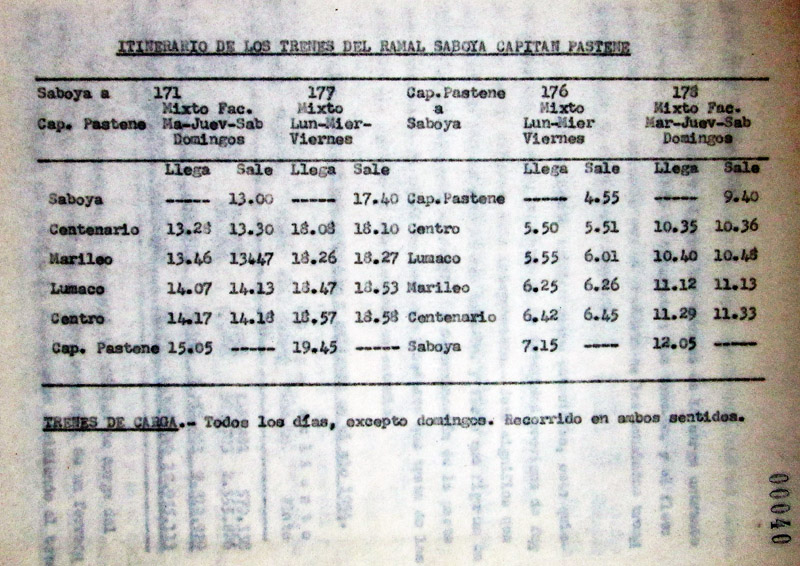 ITINERARIO DE LOS TRENES DEL RAMAL SABOYA CAPITAN PASTENE
Saboya a 171 177 Cap.Pastene 176 178
Mixto Fac. Mixto a Mixto Mixto Fac.
Cap. Pastene Ma-Juev-Sab Lun-Mier- Saboya Lun-Mier Mar-Juev-Sab
Domingos Viernes Viernes Domingos
Llega Sale Llega Sale Llega Sale Llega Sale
Saboya ----- 13.00 ----- 17.40 Cap.Pastene ----- 4.55 ----- 9.40
Centenario 13.28 13.30 18.08 18.10 Centro 5.50 5.51 10.35 10.36
Marileo 13.46 13447 18.26 18.27 Lumaco 5.55 6.01 10.40 10.48
Lumaco 14.07 14.13 18.47 18.53 Marileo 6.25 6.26 11.12 11.13
Centro 14.17 14.18 18.57 18.58 Centenario 6.42 6.45 11.29 11.33
Cap. Pastene 15.05 ----- 19.45 ----- Saboya 7.15 ---- 12.05 -----
TRENES DE CARGA.- Todos los días, excepto domingos. Recorrido en ambos sentidos.
00040